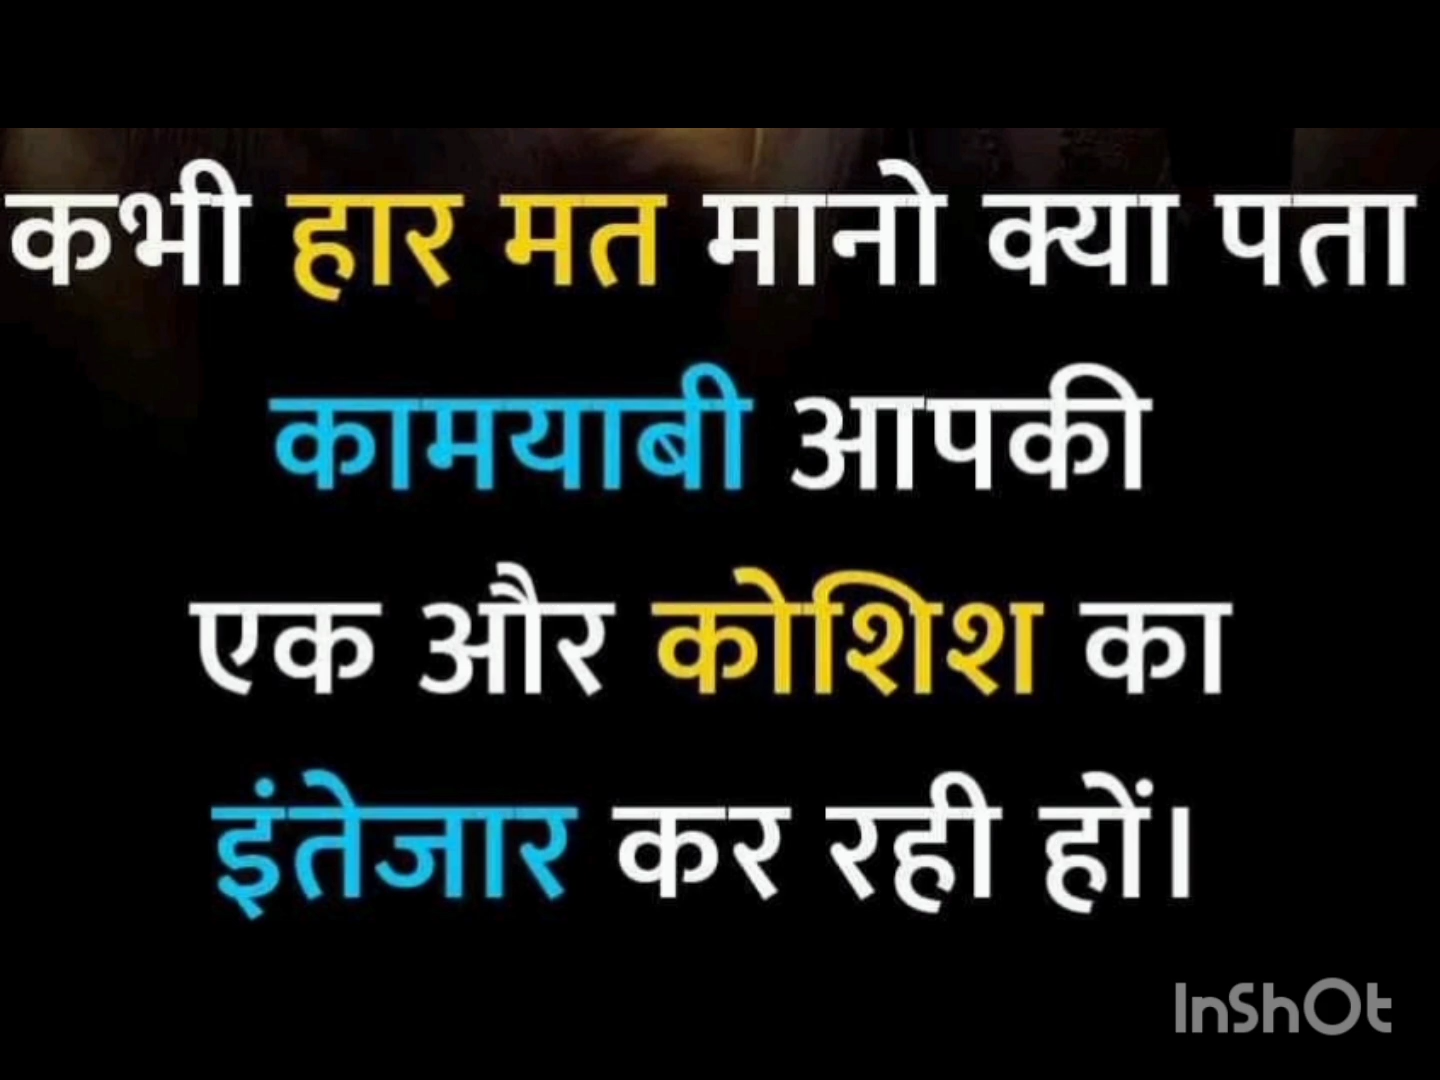 कभी हार मत मानो क्या पता
कामयाबी आपकी
एक और कोशिश का
इंतेजार कर रही हों।
InShOt